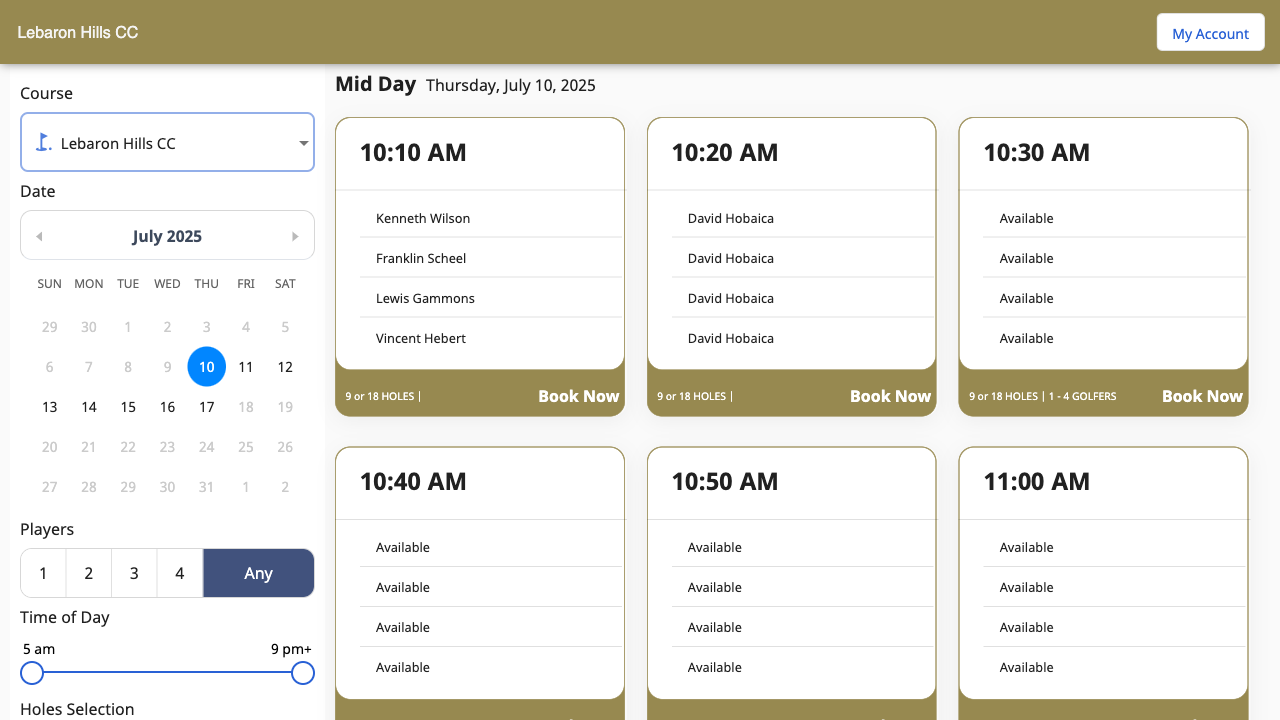 Lebaron Hills CC
My Account
Course
Lebaron Hills CC
Date
July 2025
SUN MON TUE WED THU FRI SAT
29 30 1 2 3 4 5
6 7 8 9 10 11 12
13 14 15 16 17 18 19
20 21 22 23 24 25 26
27 28 29 30 31 1 2
Players
1 2 3 4 Any
Time of Day
5 am 9 pm+
Holes Selection
Mid Day Thursday, July 10, 2025
10:10 AM
Kenneth Wilson
Franklin Scheel
Lewis Gammons
Vincent Hebert
9 or 18 HOLES | Book Now
10:20 AM
David Hobaica
David Hobaica
David Hobaica
David Hobaica
9 or 18 HOLES | Book Now
10:30 AM
Available
Available
Available
Available
9 or 18 HOLES | 1 - 4 GOLFERS Book Now
10:40 AM
Available
Available
Available
Available
10:50 AM
Available
Available
Available
Available
11:00 AM
Available
Available
Available
Available